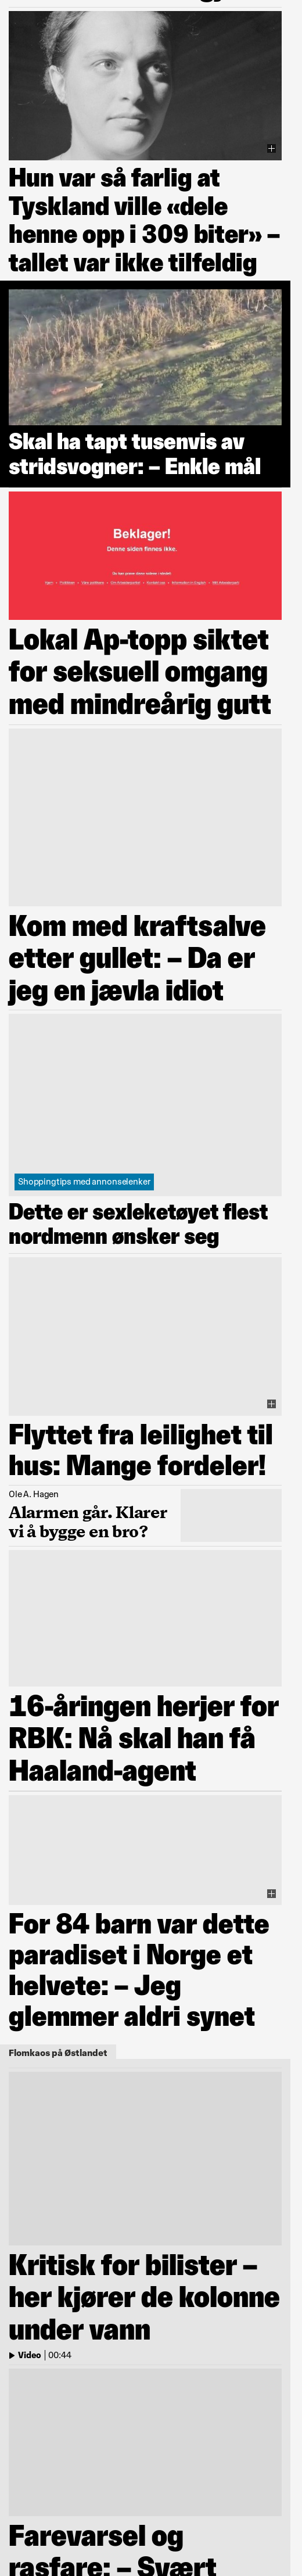 Hun var så farlig at
Tyskland ville «dele
henne opp i 309 biter» –
tallet var ikke tilfeldig
Skal ha tapt tusenvis av
stridsvogner: – Enkle mål
Beklager!
Denne siden finnes ikke.
Lokal Ap-topp siktet
for seksuell omgang
med mindreårig gutt
Kom med kraftsalve
etter gullet: – Da er
jeg en jævla idiot
Shoppingtips med annonselenker
Dette er sexleketøyet flest
nordmenn ønsker seg
Flyttet fra leilighet til
hus: Mange fordeler!
Ole A. Hagen
Alarmen går. Klarer
vi å bygge en bro?
16-åringen herjer for
RBK: Nå skal han få
Haaland-agent
For 84 barn var dette
paradiset i Norge et
helvete: – Jeg
glemmer aldri synet
Flomkaos på Østlandet
Kritisk for bilister –
her kjører de kolonne
under vann
Video | 00:44
Farevarsel og
rasfare: – Svært